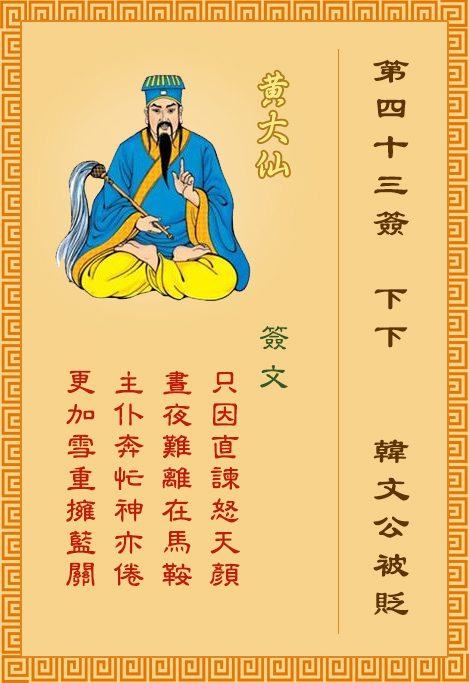 第四十三簽 下下 韓文公被貶
黃大仙
簽文
只因直諫怒天顏
晝夜難離在馬鞍
主仆奔忙神亦倦
更加雪重擁藍關